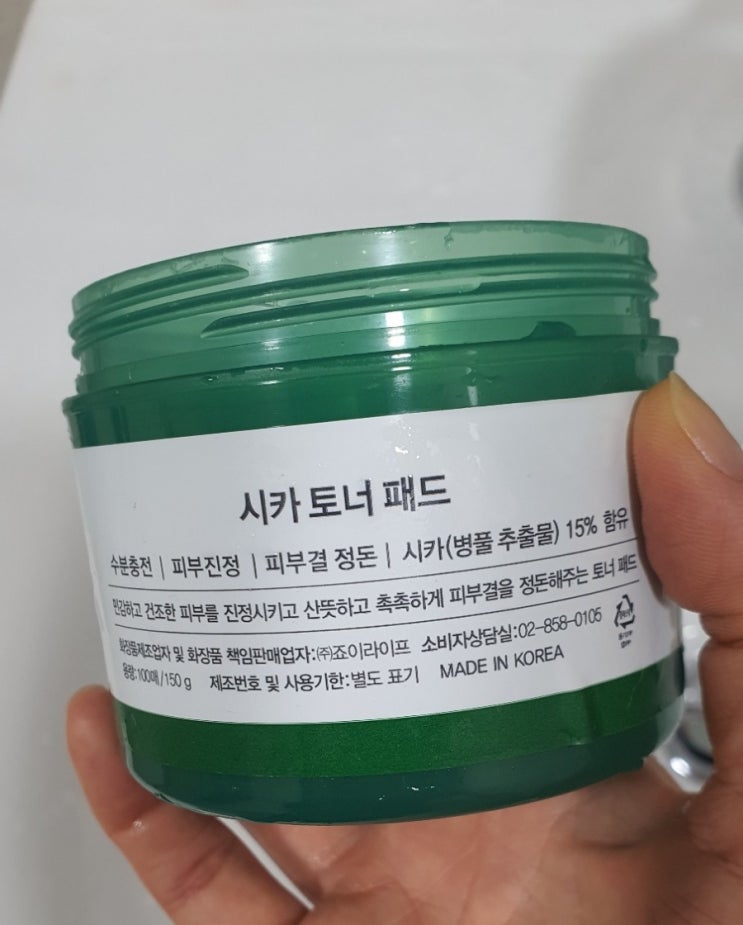 시카 토너 패드
수분충전 | 피부진정 | 피부결 정돈 | 시카(병풀 추출물) 15% 함유
민감하고 건조한 피부를 진정시키고 산뜻하고 촉촉하게 피부결을 정돈해주는 토너 패드
화장품제조업자 및 화장품 책임판매업자:㈜죠이라이프 소비자상담실:02-858-0105
용량:100매/150 g 제조번호 및 사용기한:별도 표기 MADE IN KOREA